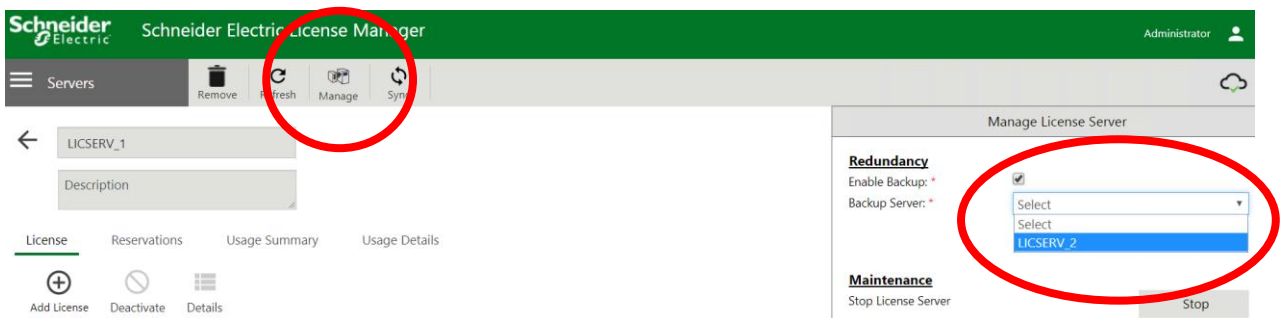 Schneider Electric Schneider Electric License Manager Administrator
Servers Remove Refresh Manage Sync
Manage License Server
LICSERV_1
Description
Redundancy
Enable Backup: *
Backup Server: * Select
Select
LICSERV_2
License Reservations Usage Summary Usage Details
Maintenance
Stop License Server Stop
Add License Deactivate Details